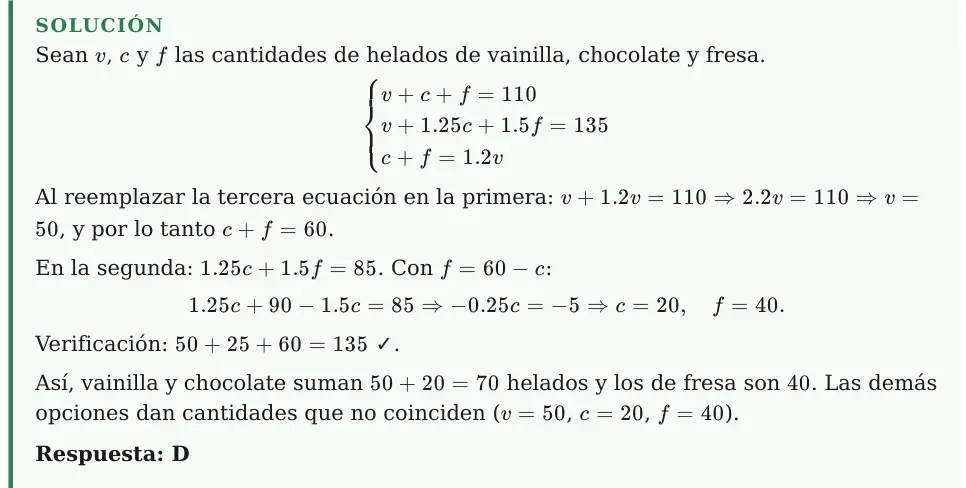 SOLUCIÓN
Sean v, c y f las cantidades de helados de vainilla, chocolate y fresa.
v + c + f = 110
v + 1.25c + 1.5f = 135
c + f = 1.2v
Al reemplazar la tercera ecuación en la primera: v + 1.2v = 110 ⇒ 2.2v = 110 ⇒ v =
50, y por lo tanto c + f = 60.
En la segunda: 1.25c + 1.5f = 85. Con f = 60 − c:
1.25c + 90 − 1.5c = 85 ⇒ −0.25c = −5 ⇒ c = 20, f = 40.
Verificación: 50 + 25 + 60 = 135 ✓.
Así, vainilla y chocolate suman 50 + 20 = 70 helados y los de fresa son 40. Las demás
opciones dan cantidades que no coinciden (v = 50, c = 20, f = 40).
Respuesta: D